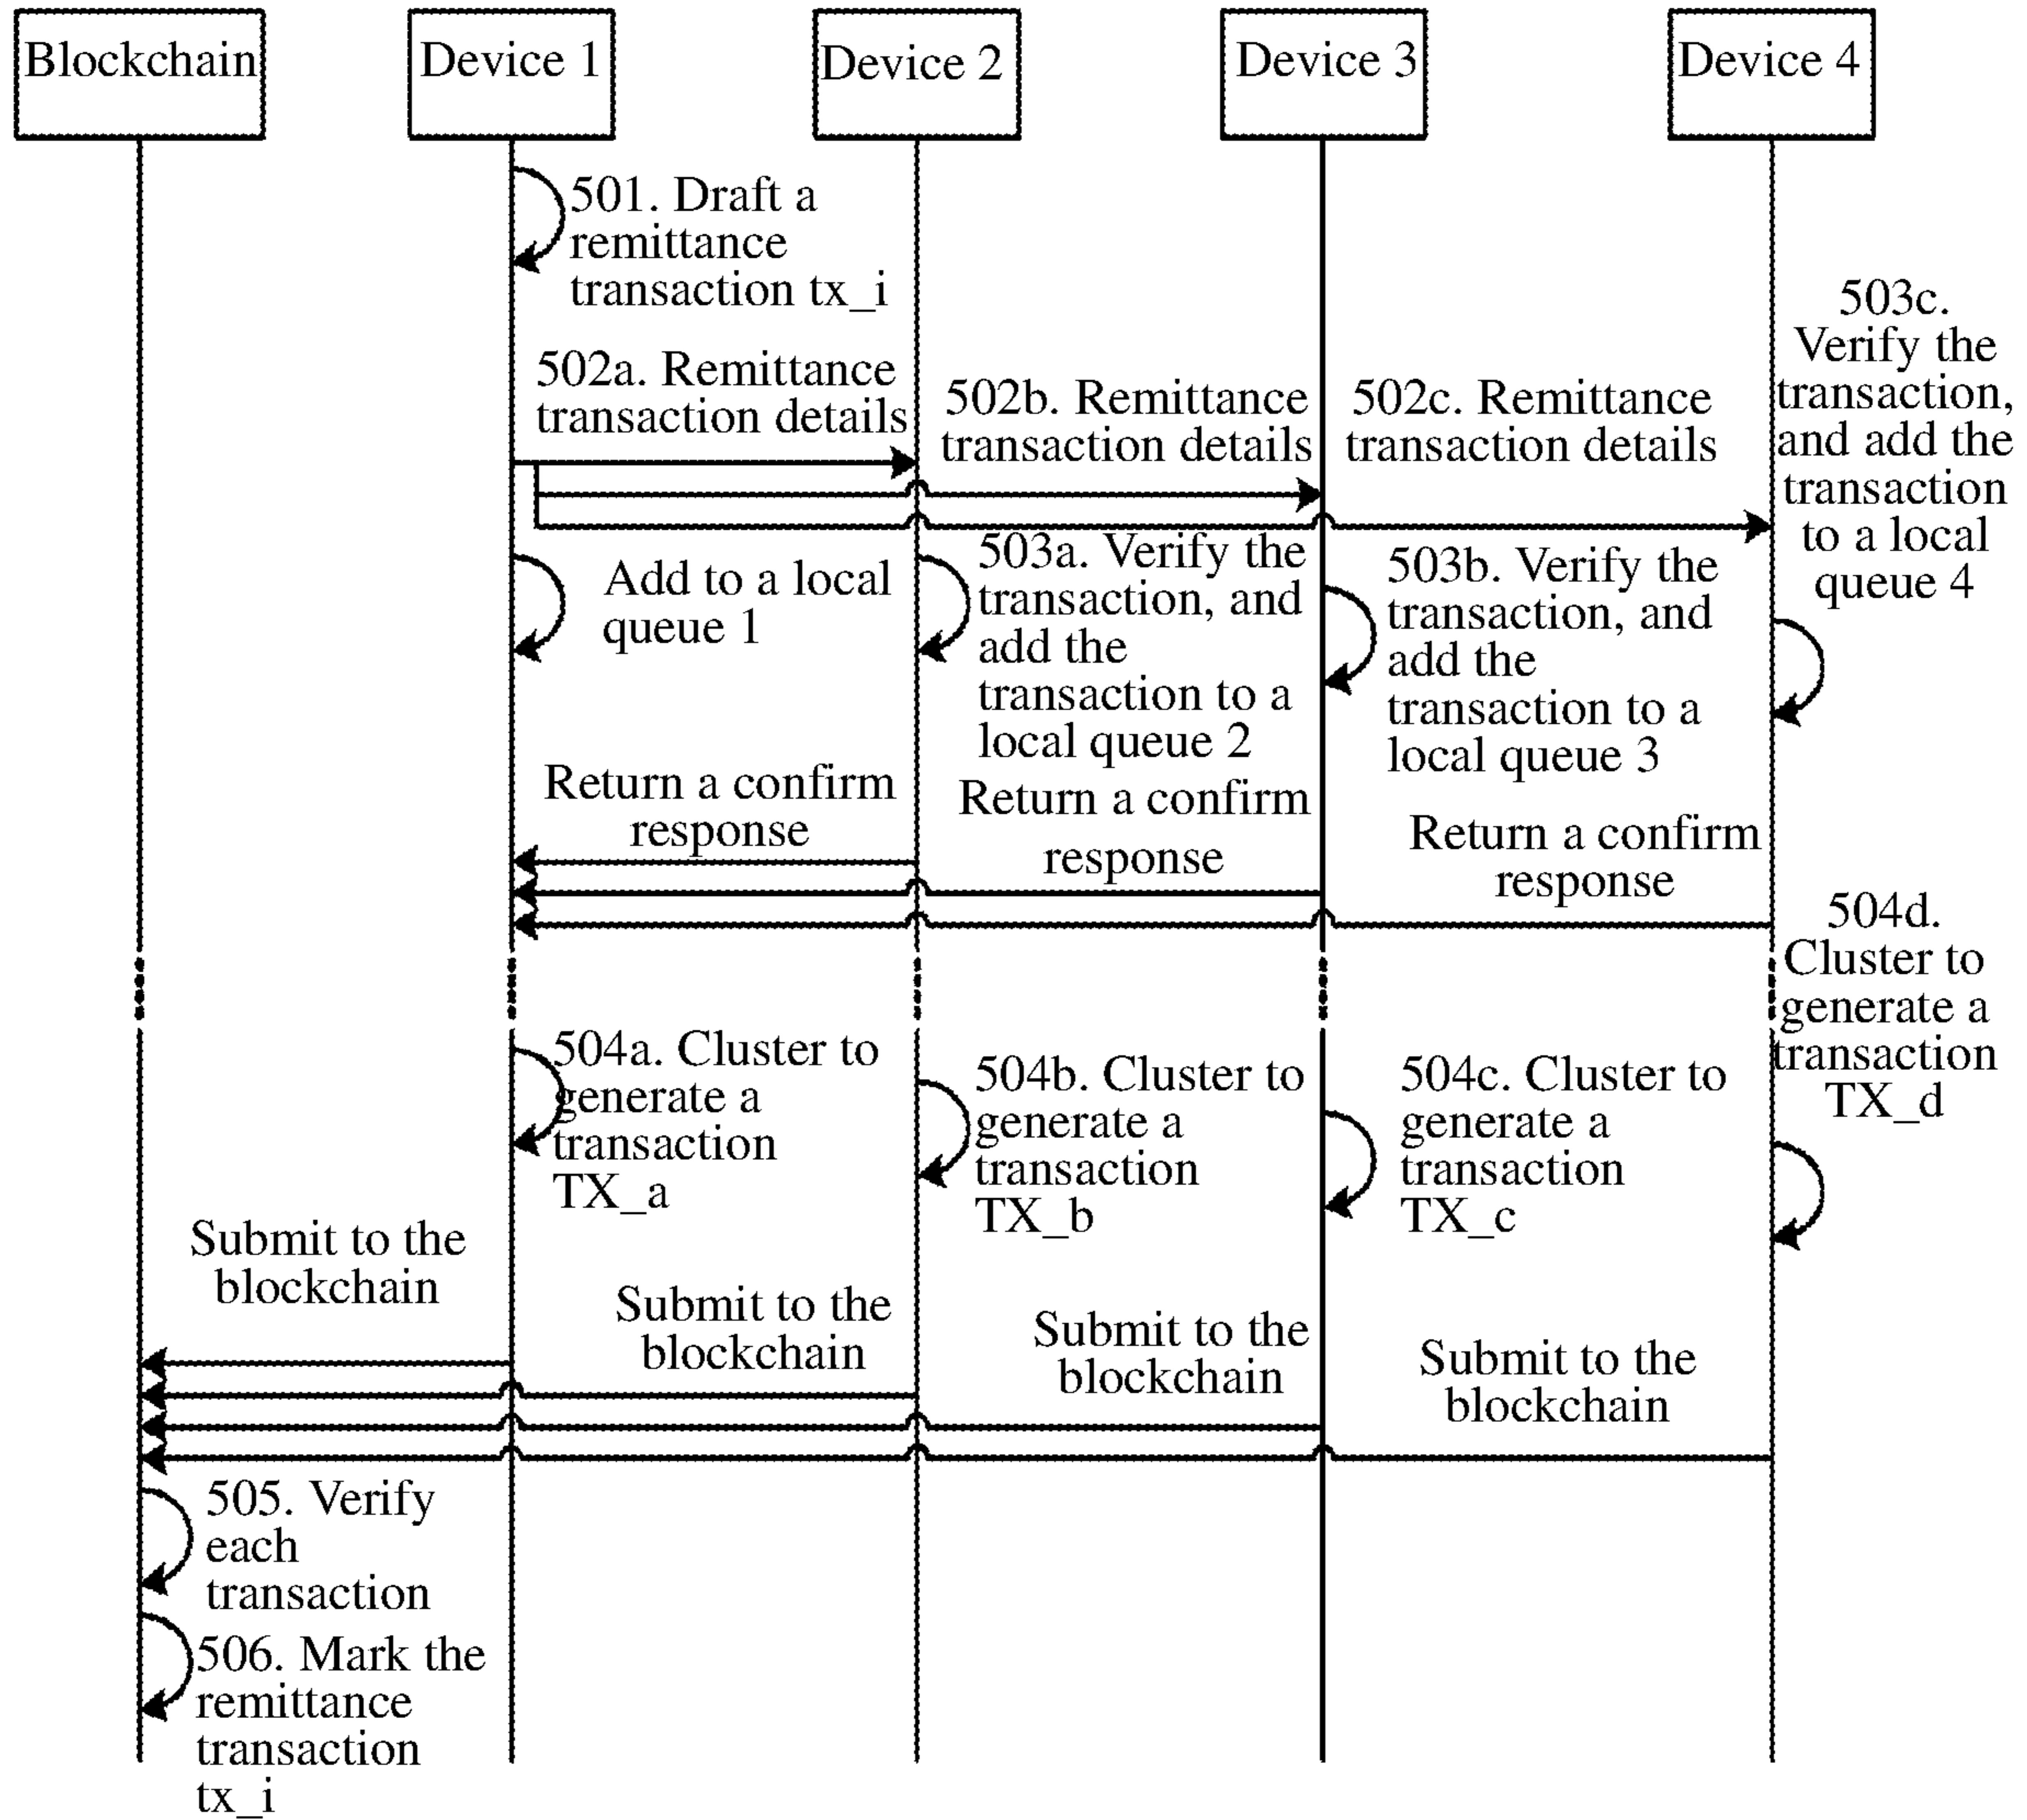 Blockchain
Device 1
Device 2
Device 3
Device 4
501. Draft a
remittance
transaction tx_i
502a. Remittance
transaction details
502b. Remittance
transaction details
502c. Remittance
transaction details
503c.
Verify the
transaction,
and add the
transaction
to a local
queue 4
Add to a local
queue 1
503a. Verify the
transaction, and
add the
transaction to a
local queue 2
503b. Verify the
transaction, and
add the
transaction to a
local queue 3
Return a confirm
response
Return a confirm
response
Return a confirm
response
504d.
Cluster to
generate a
transaction
TX_d
504a. Cluster to
generate a
transaction
TX_a
504b. Cluster to
generate a
transaction
TX_b
504c. Cluster to
generate a
transaction
TX_c
Submit to the
blockchain
Submit to the
blockchain
Submit to the
blockchain
Submit to the
blockchain
505. Verify
each
transaction
506. Mark the
remittance
transaction
tx_i